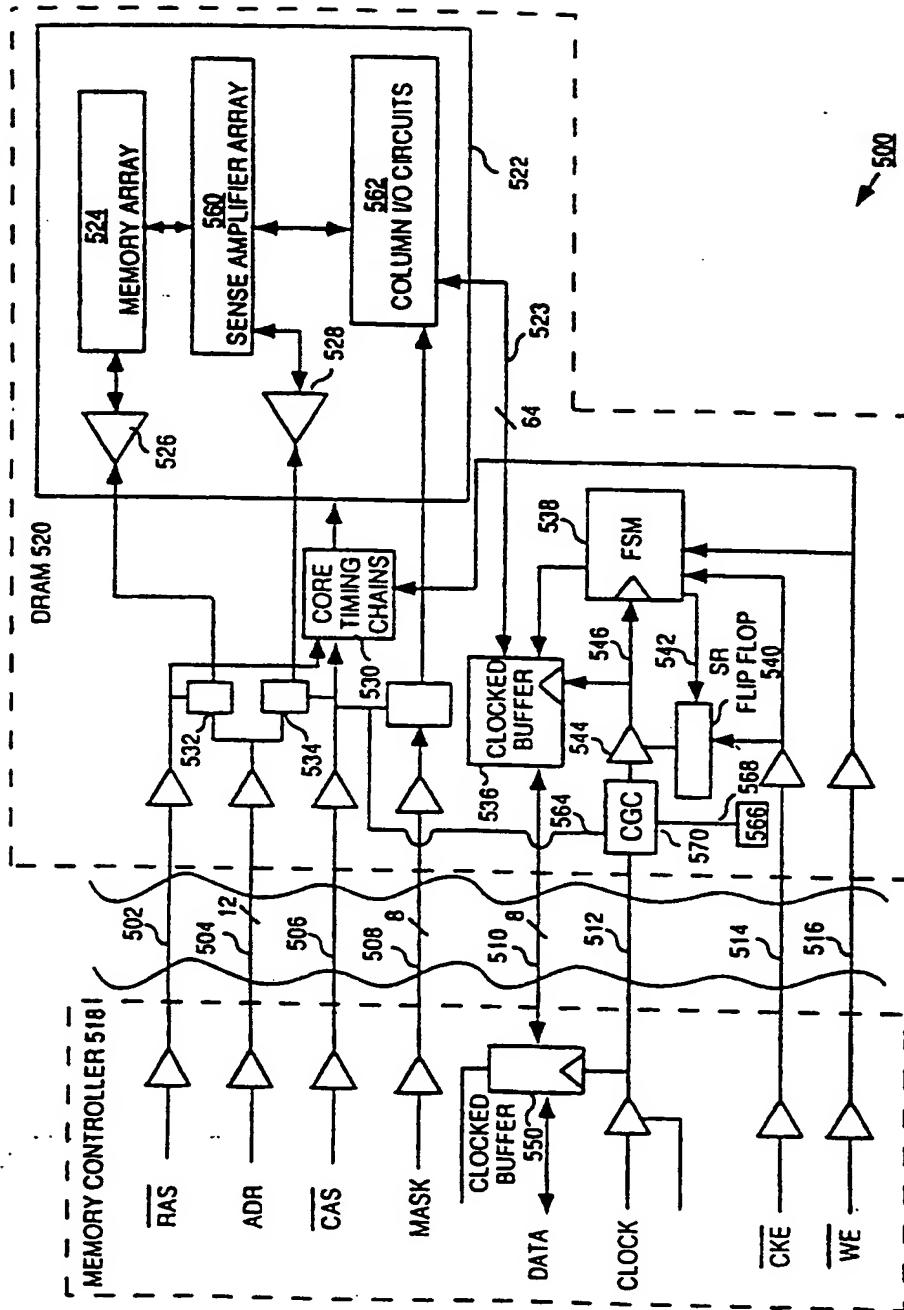 MEMORY CONTROLLER 518
RAS
ADR
CAS
MASK
CLOCKED
BUFFER
550
DATA
CLOCK
CKE
WE
502
504
12
506
508
8
510
8
512
514
516
DRAM 520
532
534
CORE
TIMING
CHAINS
530
526
528
524
MEMORY ARRAY
560
SENSE AMPLIFIER ARRAY
562
COLUMN I/O CIRCUITS
522
523
64
CLOCKED
BUFFER
536
538
FSM
546
542
544
SR
FLIP FLOP
540
564
CGC
570
566
568
500